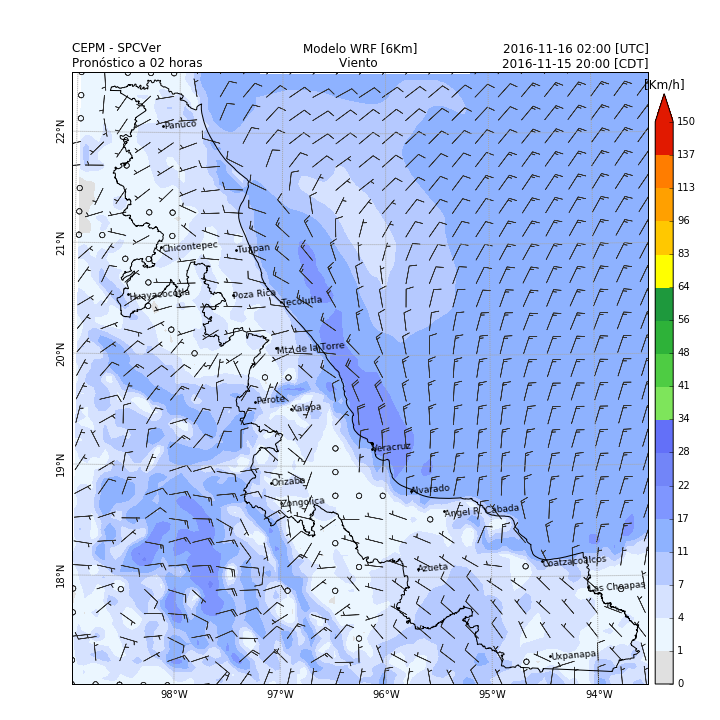 CEPM - SPCVer
Modelo WRF [6Km]
2016-11-16 02:00 [UTC]
Pronóstico a 02 horas
Viento
2016-11-15 20:00 [CDT]
[Km/h]
150
137
113
96
83
64
56
48
41
34
28
22
17
11
7
4
1
0
22°N
21°N
20°N
19°N
18°N
98°W
97°W
96°W
95°W
94°W
Panuco
Chicontepec
Tuxpan
Huayacocotla
Poza Rica
Tecolutla
Mtz de la Torre
Perote
Xalapa
Veracruz
Orizaba
Alvarado
Zongolica
Angel R. Cabada
Azueta
Coatzacoalcos
Las Choapas
Uxpanapa